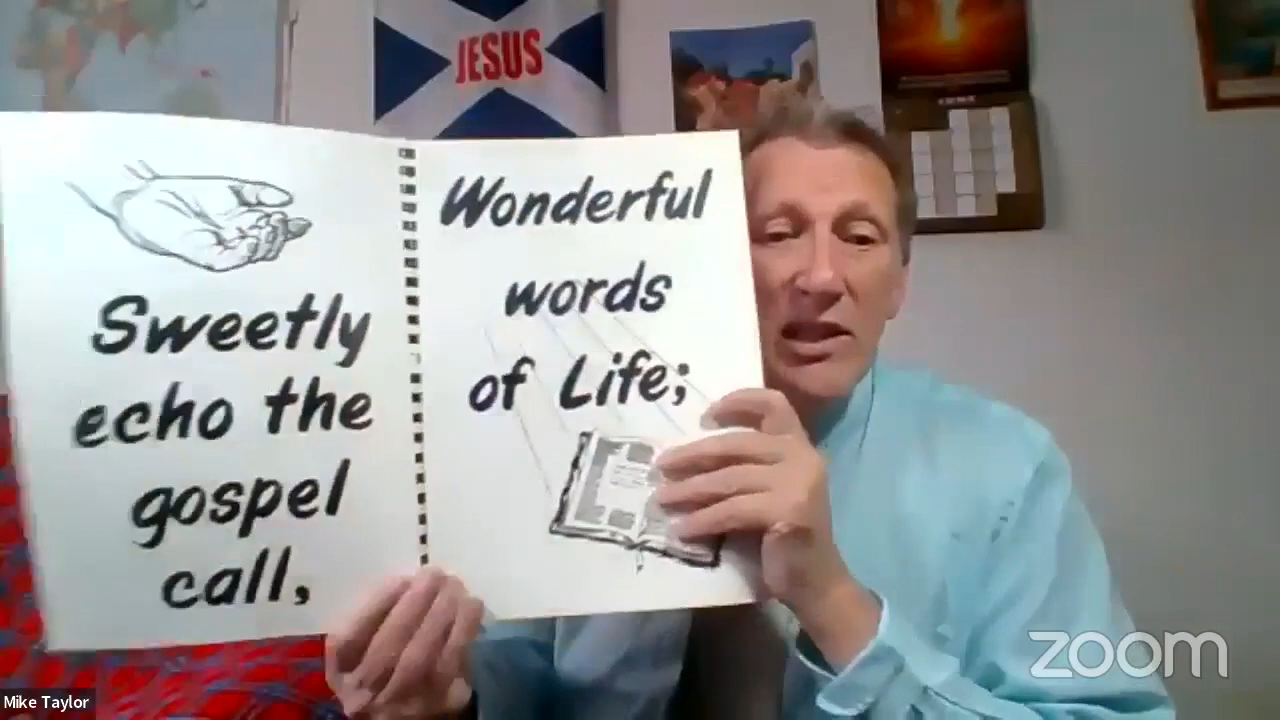 JESUS
Sweetly
echo the
gospel
call,
Wonderful
words
of Life;
Mike Taylor
zoom